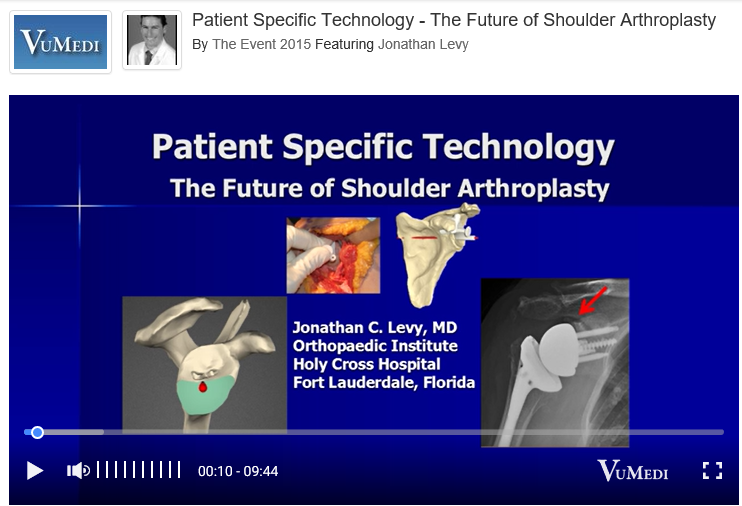 VUMEDI
Patient Specific Technology - The Future of Shoulder Arthroplasty
By The Event 2015 Featuring Jonathan Levy
Patient Specific Technology
The Future of Shoulder Arthroplasty
Jonathan C. Levy, MD
Orthopaedic Institute
Holy Cross Hospital
Fort Lauderdale, Florida
00:10 - 09:44
VUMEDI